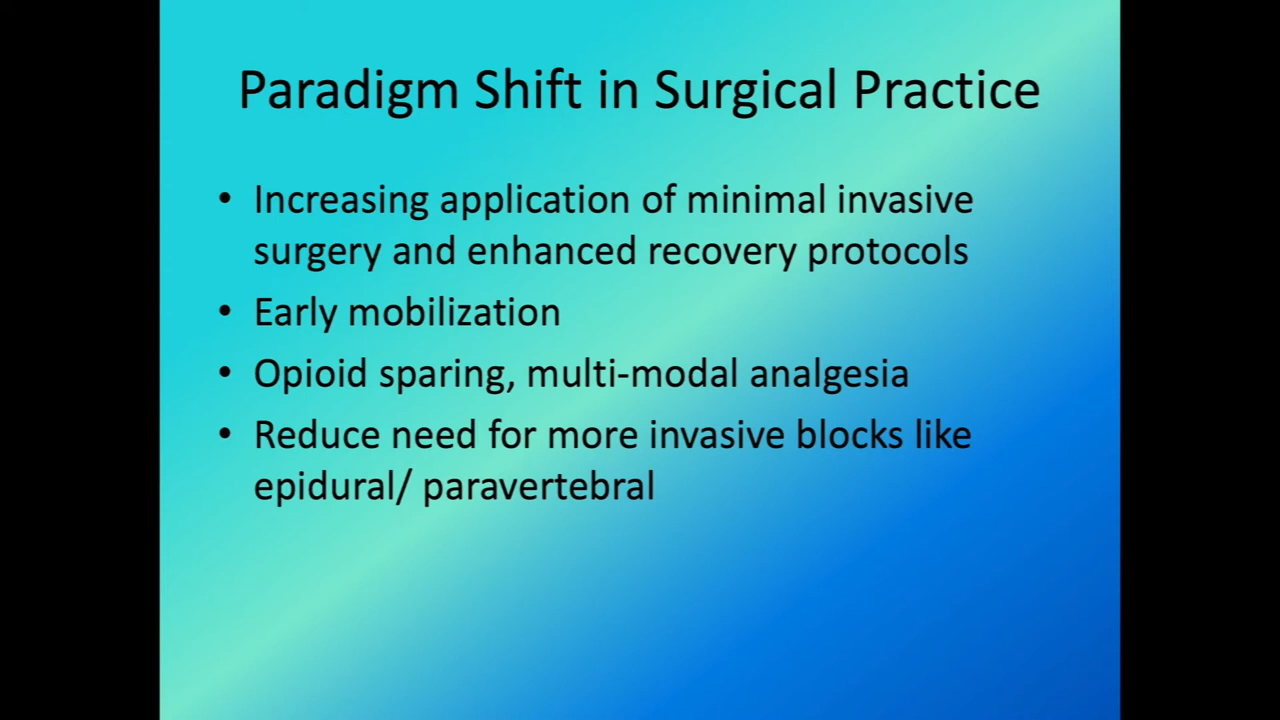 Paradigm Shift in Surgical Practice
• Increasing application of minimal invasive
surgery and enhanced recovery protocols
• Early mobilization
• Opioid sparing, multi-modal analgesia
• Reduce need for more invasive blocks like
epidural/ paravertebral